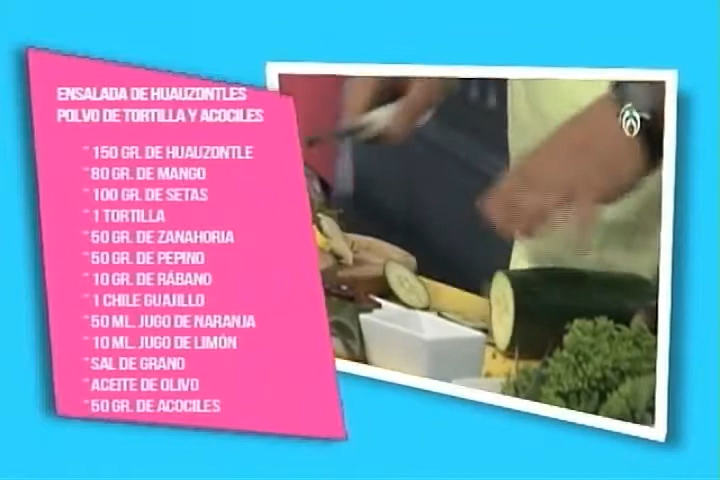 ENSALADA DE HUAUZONTLES
POLVO DE TORTILLA Y ACOCILES
* 150 GR. DE HUAUZONTLE
* 80 GR. DE MANGO
* 100 GR. DE SETAS
* 1 TORTILLA
* 50 GR. DE ZANAHORIA
* 50 GR. DE PEPINO
* 10 GR. DE RÁBANO
* 1 CHILE GUAJILLO
* 50 ML. JUGO DE NARANJA
* 10 ML. JUGO DE LIMÓN
* SAL DE GRANO
* ACEITE DE OLIVO
* 50 GR. DE ACOCILES